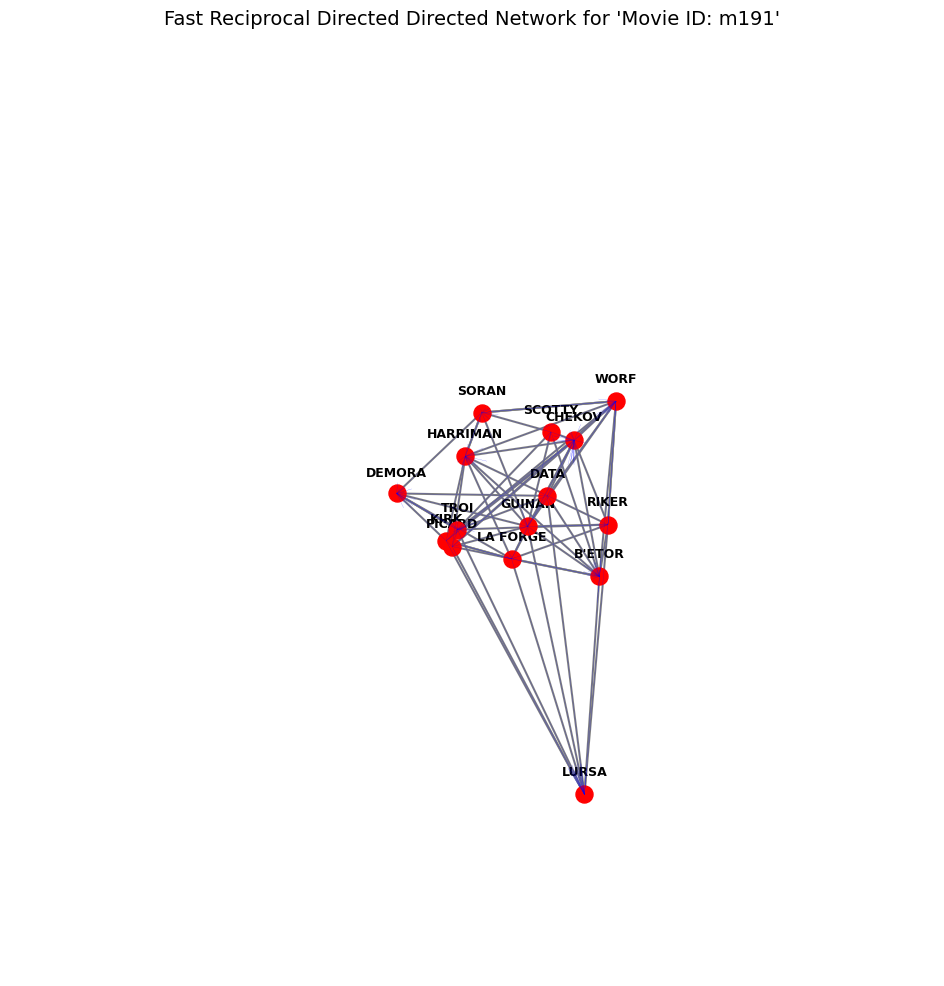 Fast Reciprocal Directed Directed Network for 'Movie ID: m191'
WORF
SORAN
SCOTTY
CHEKOV
HARRIMAN
DEMORA
DATA
RIKER
GUINAN
TROI
KIRK
PICARD
LA FORGE
B'ETOR
LURSA